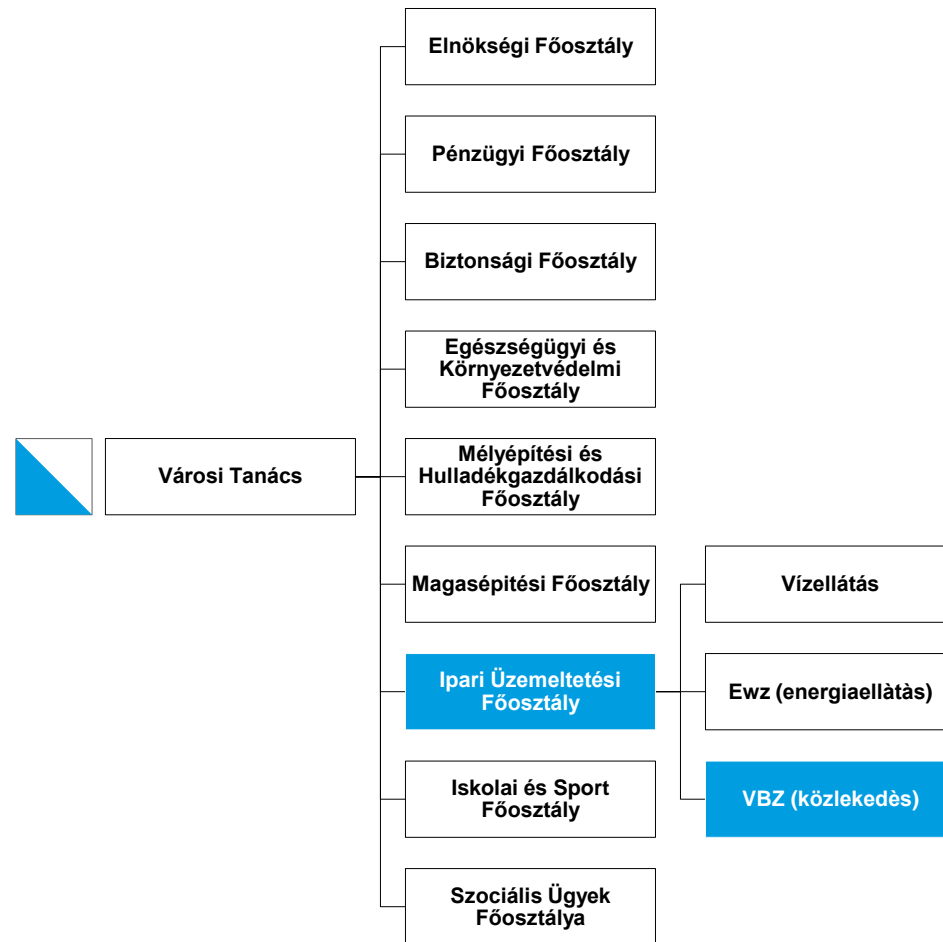 Elnökségi Főosztály
Pénzügyi Főosztály
Biztonsági Főosztály
Egészségügyi és
Környezetvédelmi
Főosztály
Városi Tanács
Mélyépítési és
Hulladékgazdálkodási
Főosztály
Magasépitési Főosztály
Vízellátás
Ipari Üzemeltetési
Főosztály
Ewz (energiaellàtàs)
Iskolai és Sport
Főosztály
VBZ (közlekedès)
Szociális Ügyek
Főosztálya